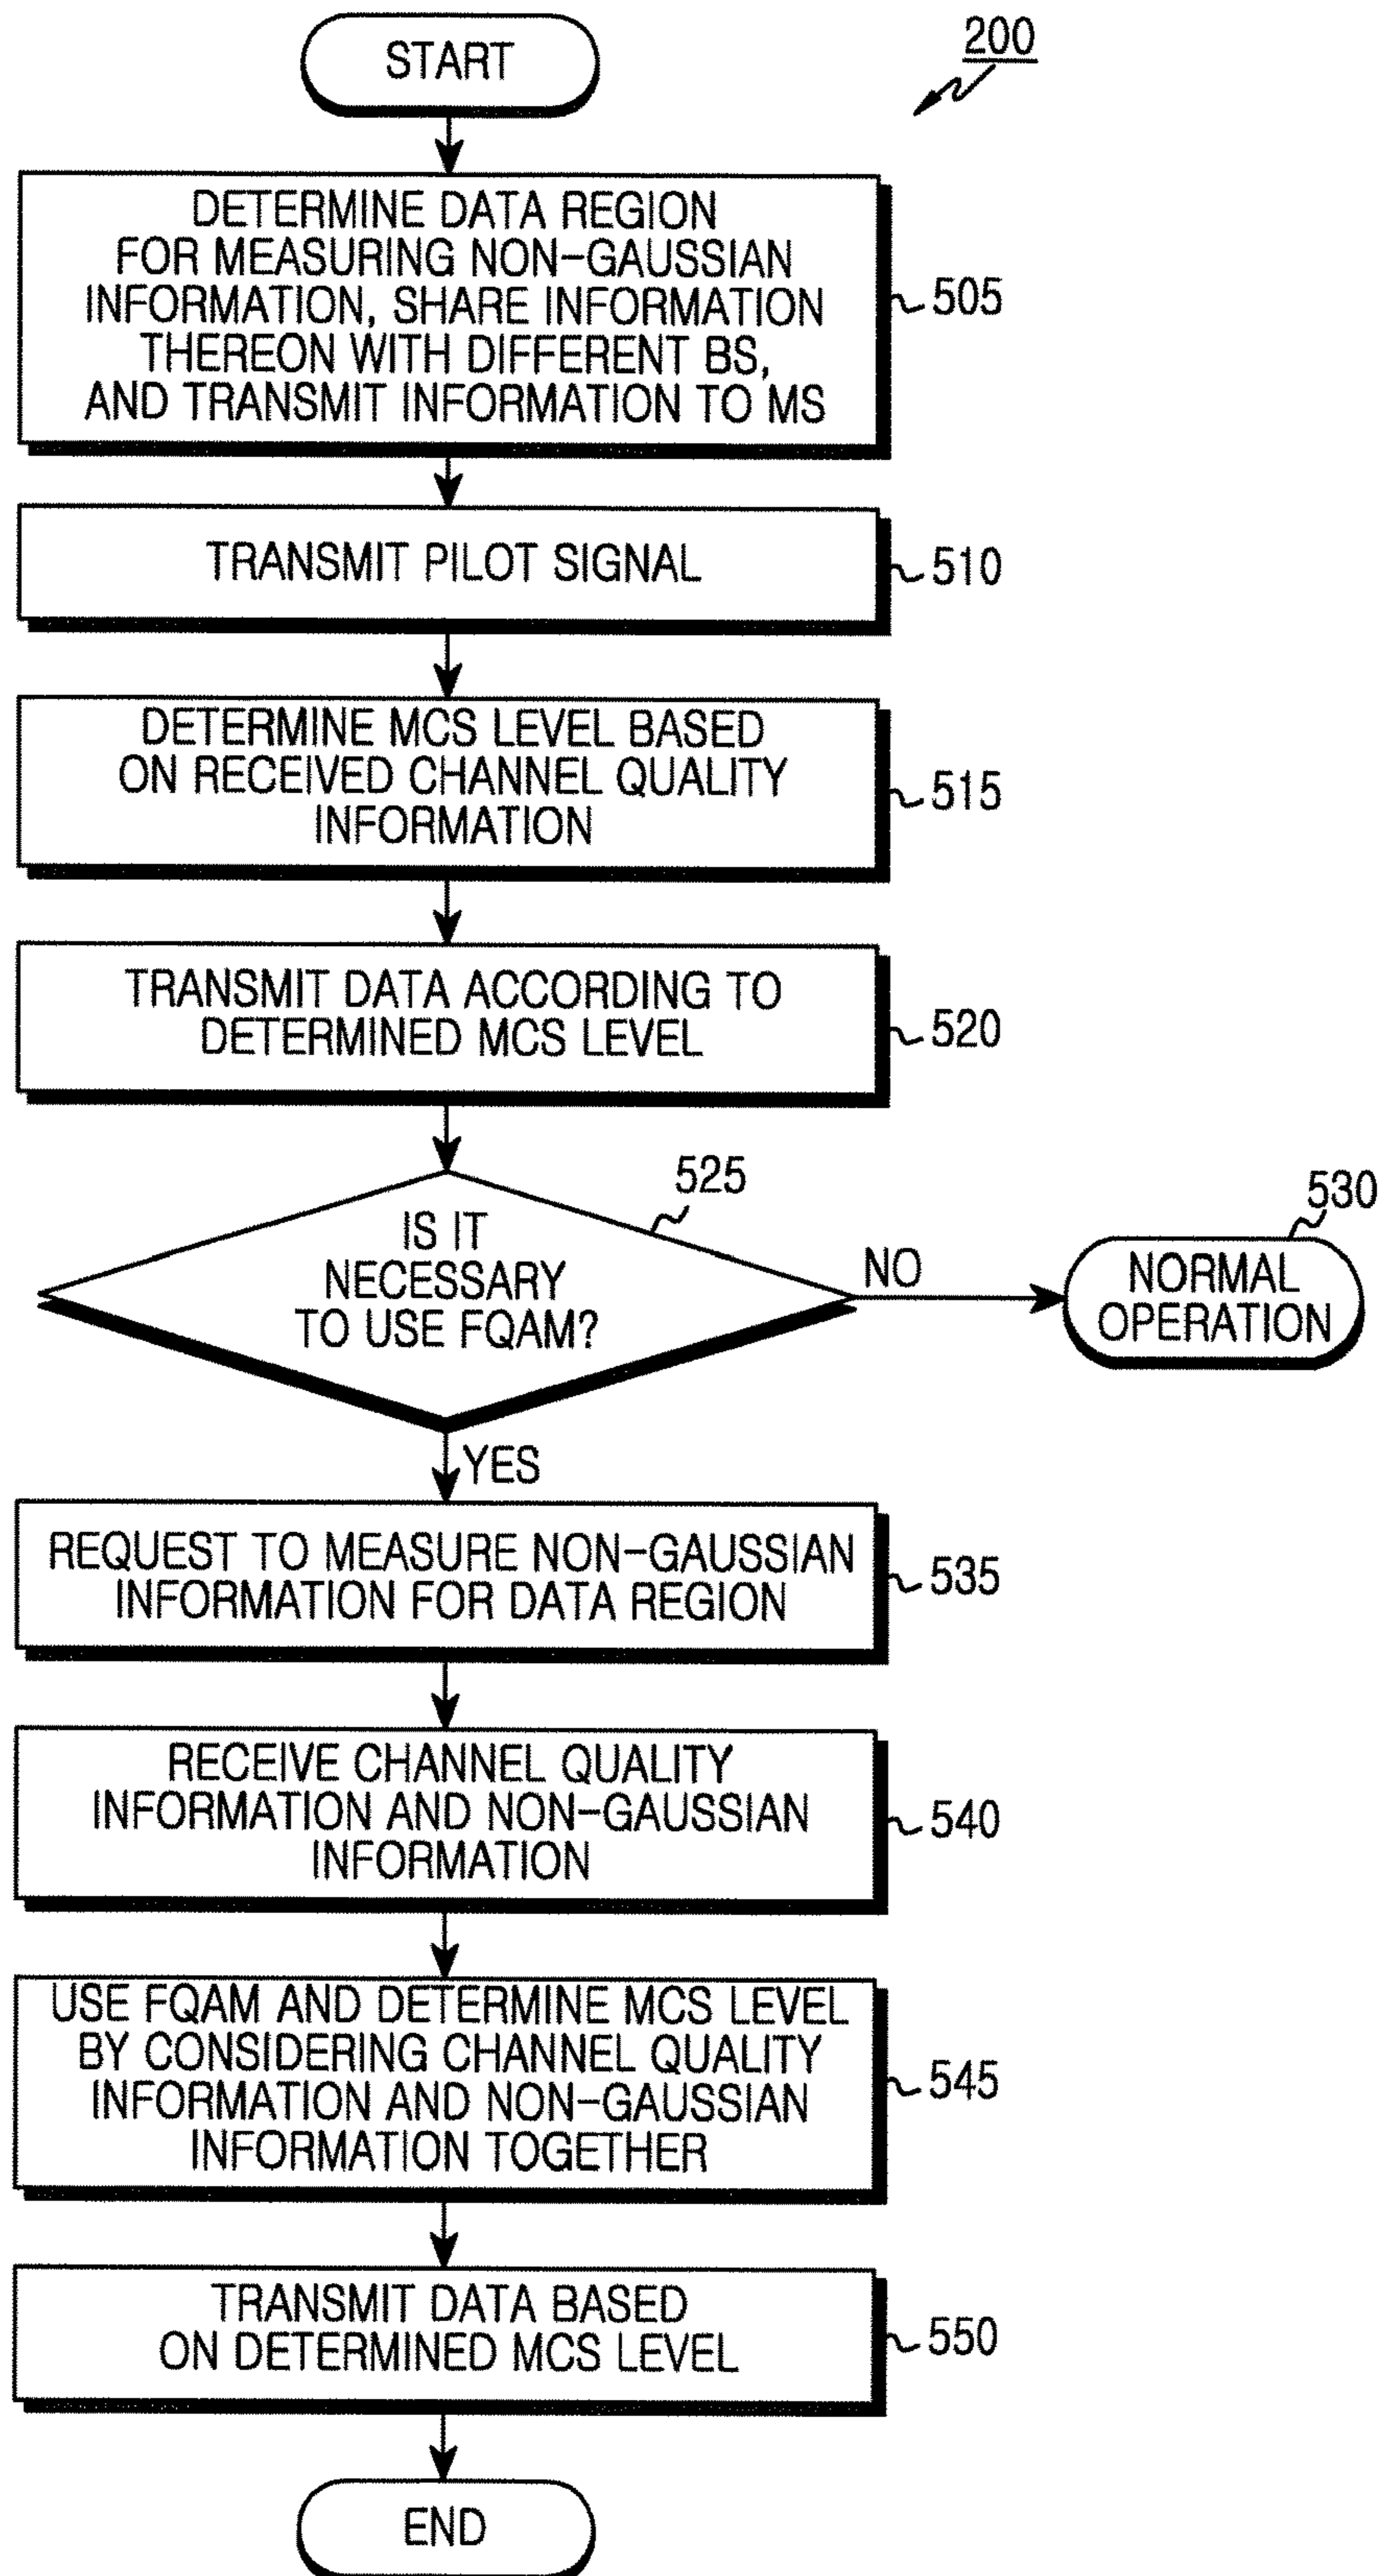 START
200
DETERMINE DATA REGION
FOR MEASURING NON-GAUSSIAN
INFORMATION, SHARE INFORMATION
THEREON WITH DIFFERENT BS,
AND TRANSMIT INFORMATION TO MS
505
TRANSMIT PILOT SIGNAL
510
DETERMINE MCS LEVEL BASED
ON RECEIVED CHANNEL QUALITY
INFORMATION
515
TRANSMIT DATA ACCORDING TO
DETERMINED MCS LEVEL
520
525
IS IT
NECESSARY
TO USE FQAM?
NO
530
NORMAL
OPERATION
YES
REQUEST TO MEASURE NON-GAUSSIAN
INFORMATION FOR DATA REGION
535
RECEIVE CHANNEL QUALITY
INFORMATION AND NON-GAUSSIAN
INFORMATION
540
USE FQAM AND DETERMINE MCS LEVEL
BY CONSIDERING CHANNEL QUALITY
INFORMATION AND NON-GAUSSIAN
INFORMATION TOGETHER
545
TRANSMIT DATA BASED
ON DETERMINED MCS LEVEL
550
END